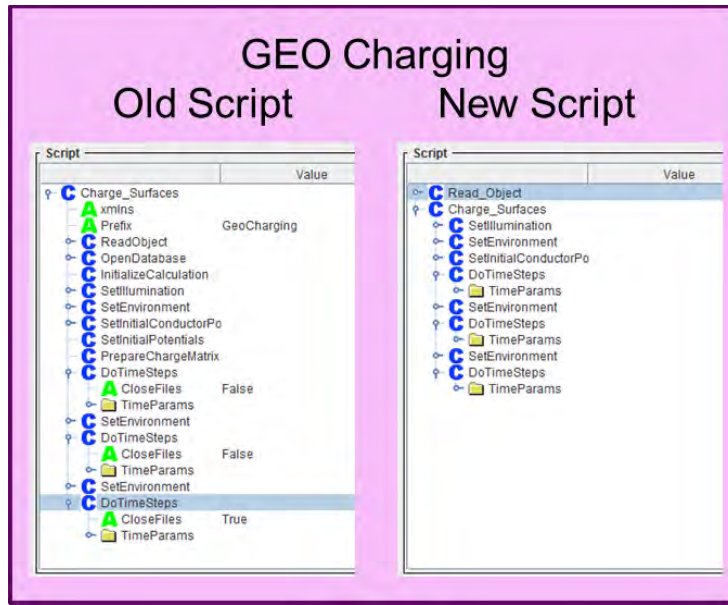 GEO Charging
Old Script
New Script
Script
Value
C Charge_Surfaces
A xmlns
A Prefix GeoCharging
C ReadObject
C OpenDatabase
C InitializeCalculation
C SetIllumination
C SetEnvironment
C SetInitialConductorPo
C SetInitialPotentials
C PrepareChargeMatrix
C DoTimeSteps
A CloseFiles False
TimeParams
C SetEnvironment
C DoTimeSteps
A CloseFiles False
TimeParams
C SetEnvironment
C DoTimeSteps
A CloseFiles True
TimeParams
Script
Value
C Read_Object
C Charge_Surfaces
C SetIllumination
C SetEnvironment
C SetInitialConductorPo
C DoTimeSteps
TimeParams
C SetEnvironment
C DoTimeSteps
TimeParams
C SetEnvironment
C DoTimeSteps
TimeParams